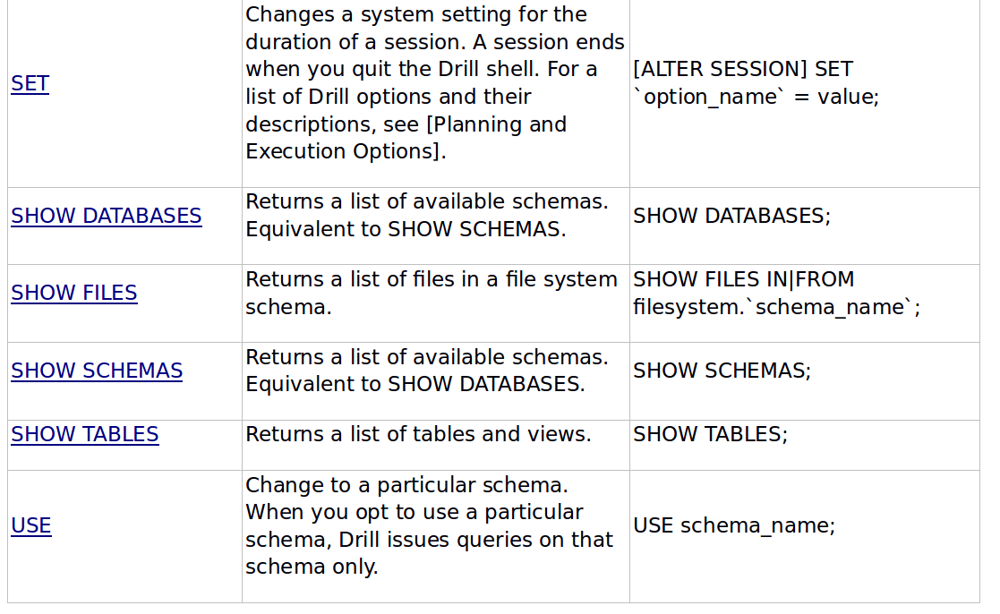 SET
Changes a system setting for the
duration of a session. A session ends
when you quit the Drill shell. For a
list of Drill options and their
descriptions, see [Planning and
Execution Options].
[ALTER SESSION] SET
`option_name` = value;
SHOW DATABASES
Returns a list of available schemas.
Equivalent to SHOW SCHEMAS.
SHOW DATABASES;
SHOW FILES
Returns a list of files in a file system
schema.
SHOW FILES IN|FROM
filesystem.`schema_name`;
SHOW SCHEMAS
Returns a list of available schemas.
Equivalent to SHOW DATABASES.
SHOW SCHEMAS;
SHOW TABLES
Returns a list of tables and views.
SHOW TABLES;
USE
Change to a particular schema.
When you opt to use a particular
schema, Drill issues queries on that
schema only.
USE schema_name;